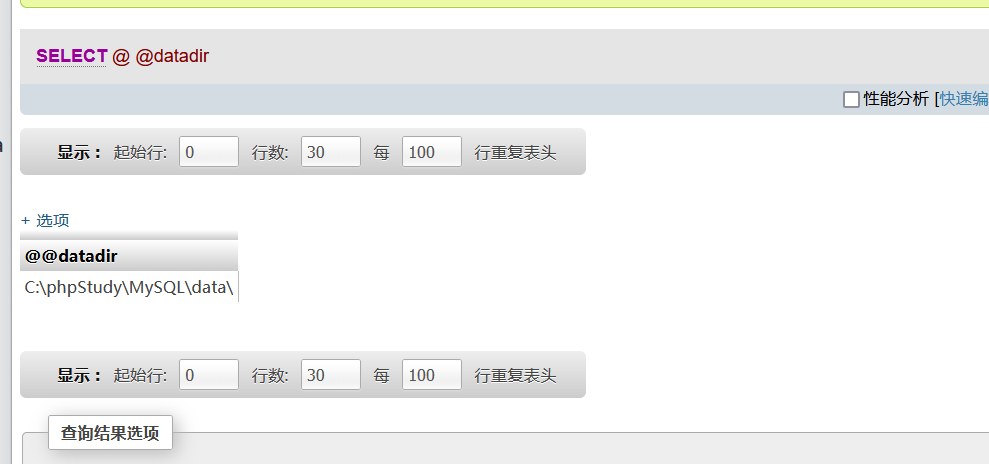 SELECT @ @datadir
性能分析 [快速编
显示： 起始行: 0 行数: 30 每 100 行重复表头
+ 选项
@@datadir
C:\phpStudy\MySQL\data\
显示： 起始行: 0 行数: 30 每 100 行重复表头
查询结果选项